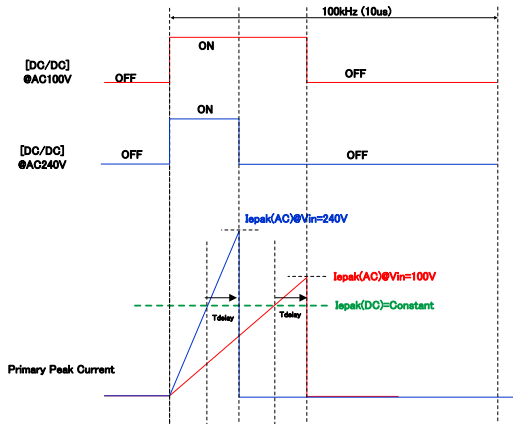 100kHz (10us)
ON
[DC/DC]
@AC100V
OFF
OFF
ON
[DC/DC]
@AC240V
OFF
OFF
Iepak(AC)@Vin=240V
Iepak(AC)@Vin=100V
Iepak(DC)=Constant
Tdelay
Tdelay
Primary Peak Current